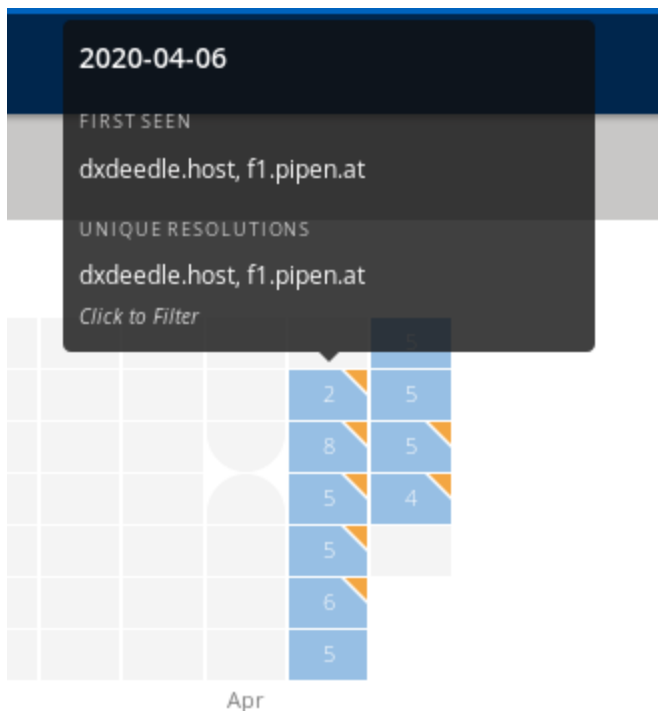 2020-04-06
FIRST SEEN
dxdeedle.host, f1.pipen.at
UNIQUE RESOLUTIONS
dxdeedle.host, f1.pipen.at
Click to Filter
5
2 5
8 5
5 4
5
6
5
Apr